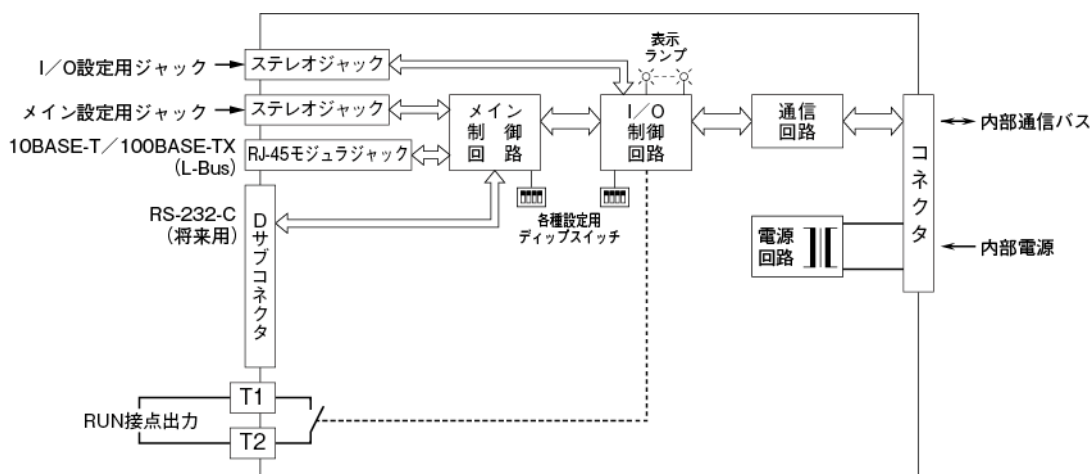 I/O設定用ジャック
ステレオジャック
表示
ランプ
メイン設定用ジャック
ステレオジャック
メイン
制御
回路
I/O
制御
回路
通信
回路
コネクタ
内部通信バス
10BASE-T/100BASE-TX
(L-Bus)
RJ-45モジュラジャック
RS-232-C
(将来用)
Dサブコネクタ
各種設定用
ディップスイッチ
電源
回路
内部電源
RUN接点出力
T1
T2